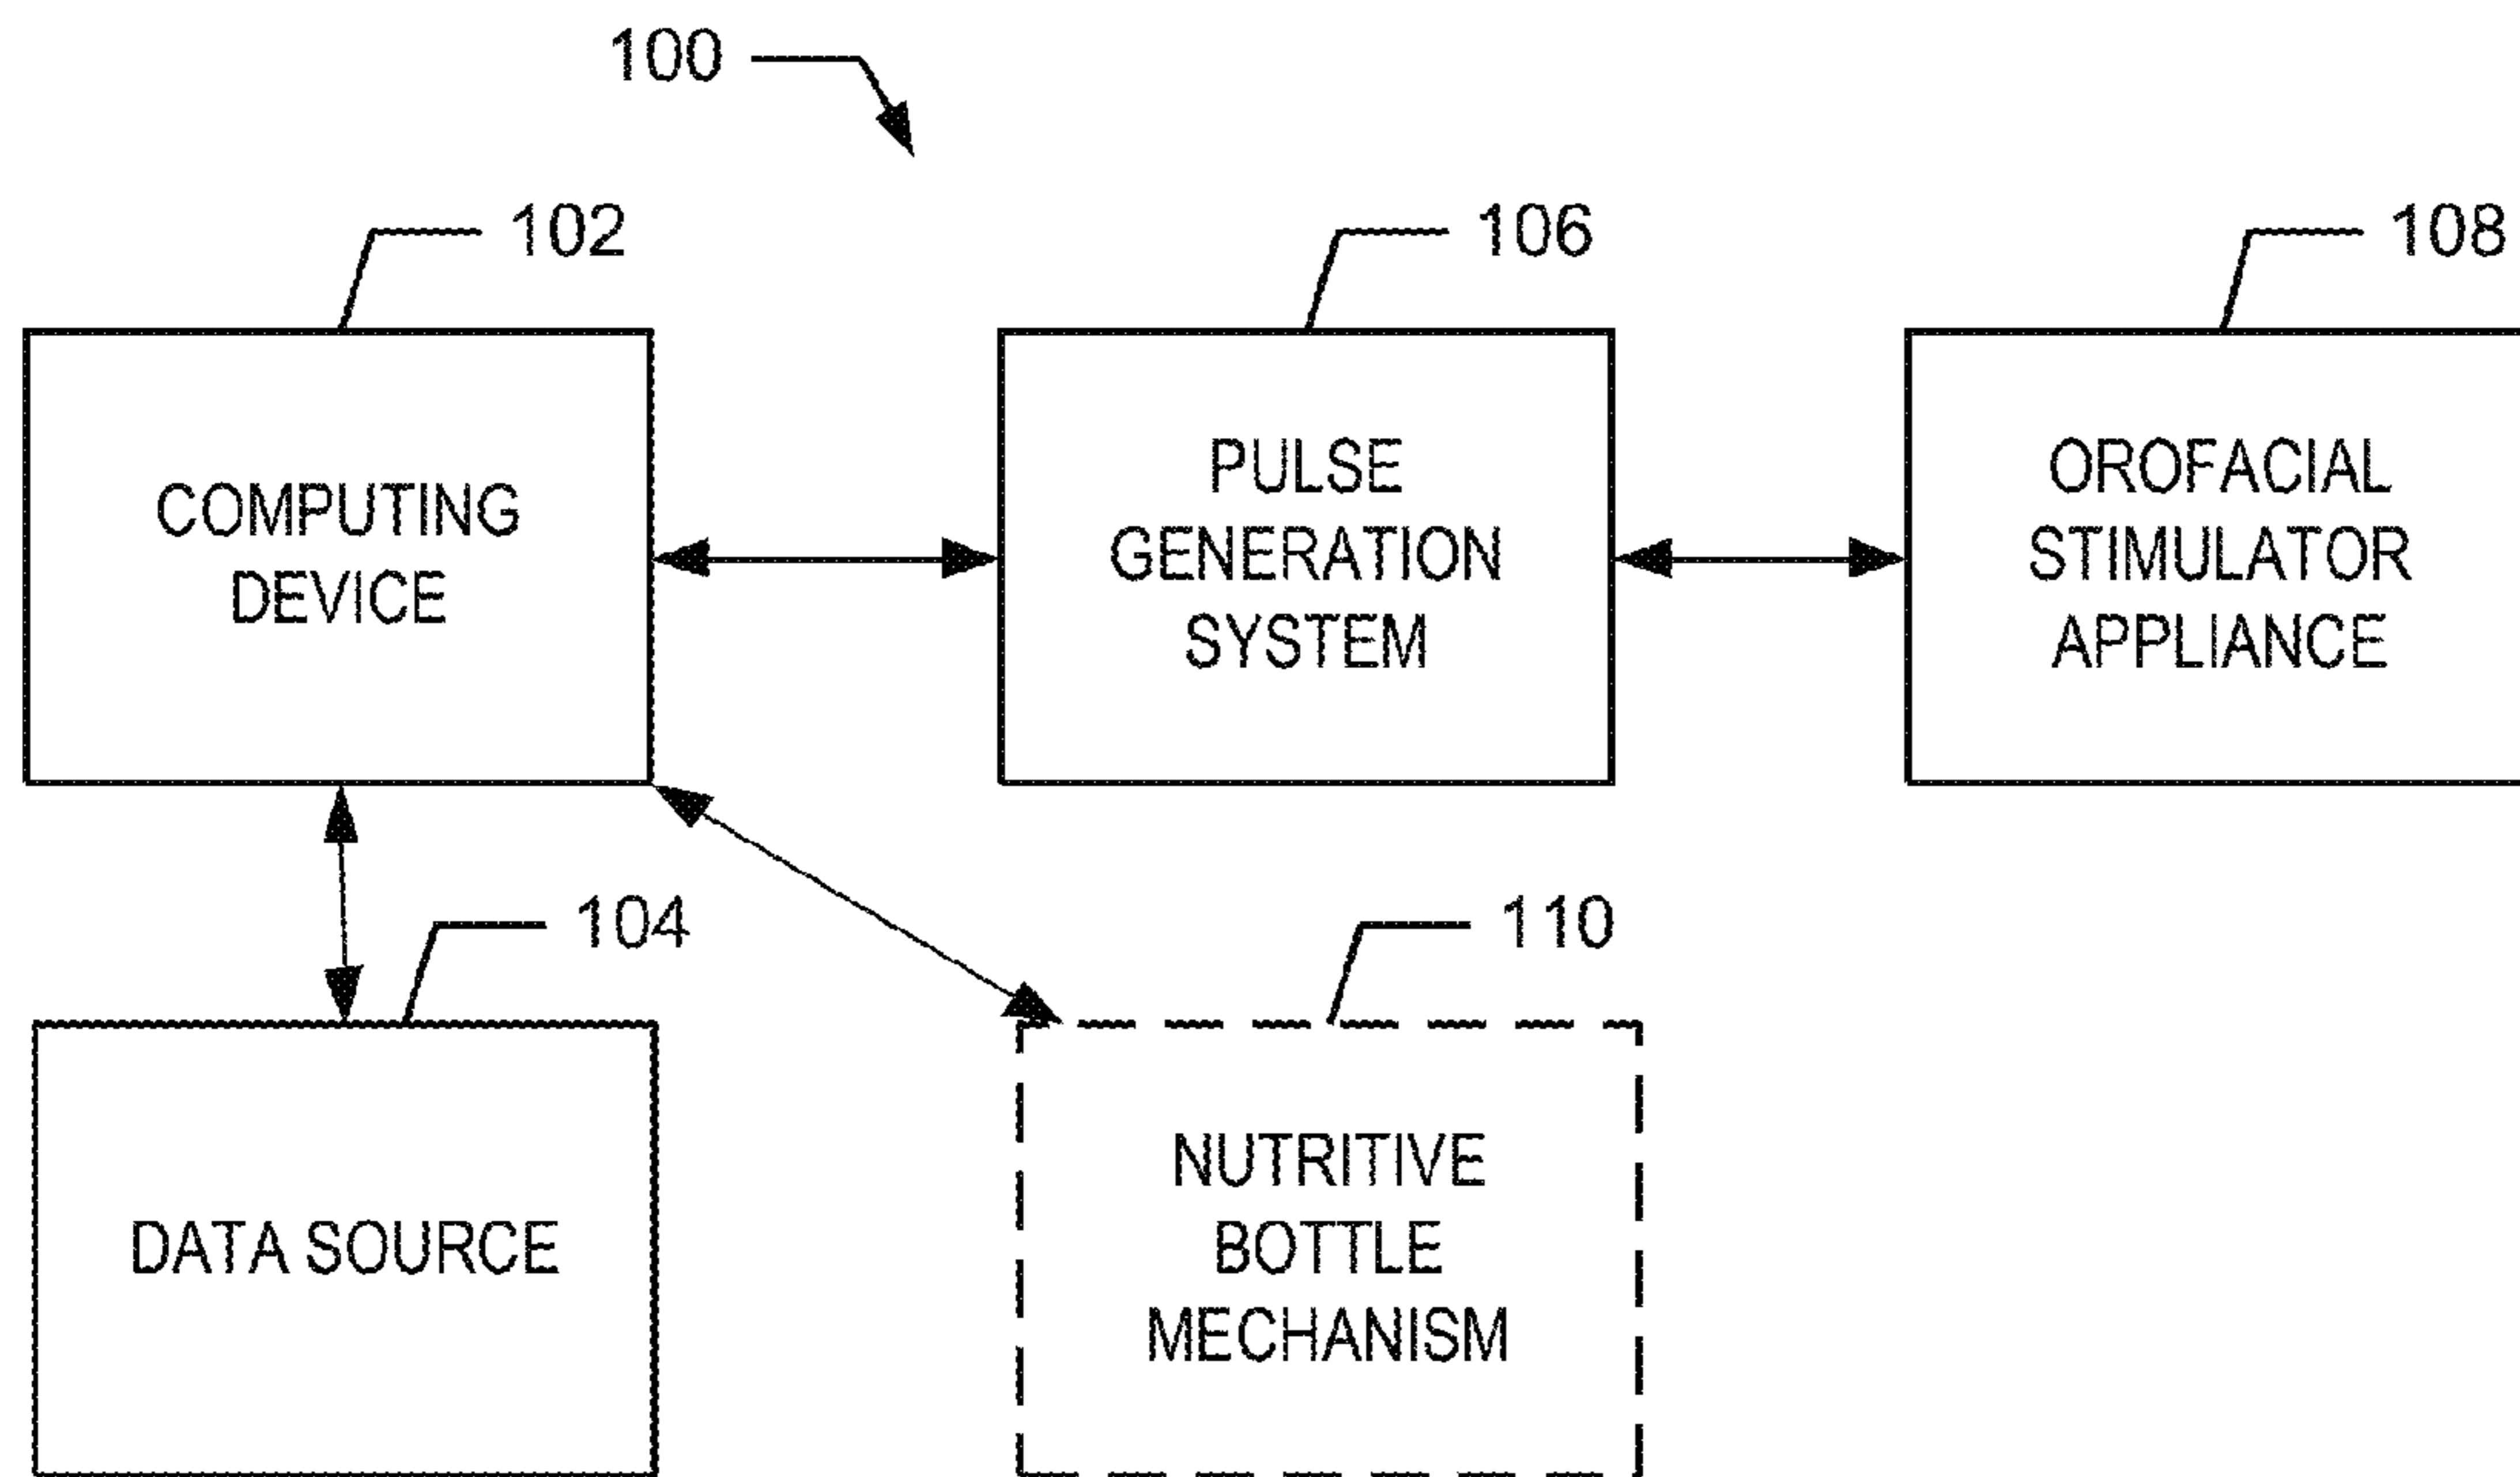 100
102
106
108
COMPUTING
DEVICE
PULSE
GENERATION
SYSTEM
OROFACIAL
STIMULATOR
APPLIANCE
104
110
DATA SOURCE
NUTRITIVE
BOTTLE
MECHANISM